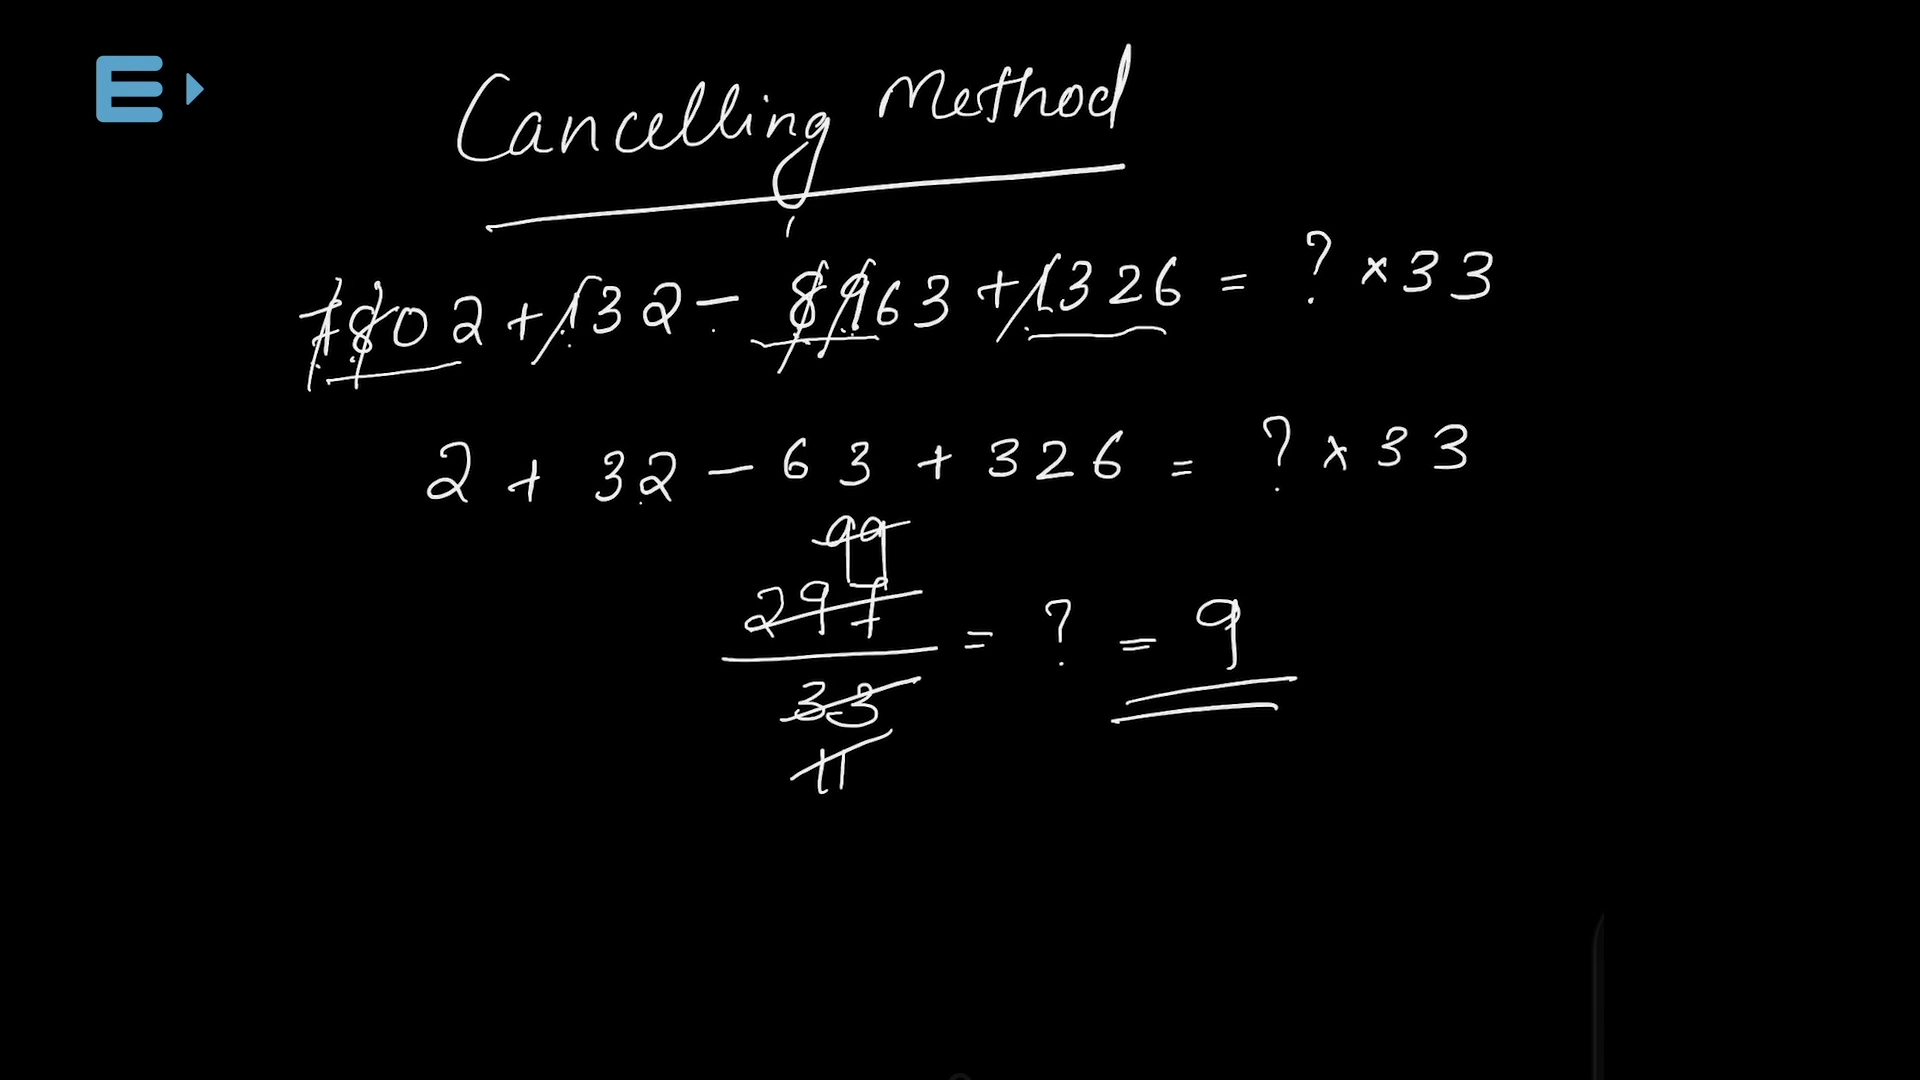 E
Cancelling Method
7802 + 132 - 8963 + 1326 = ? × 33
2 + 32 - 63 + 326 = ? × 33
99
297
= ? = 9
33
11